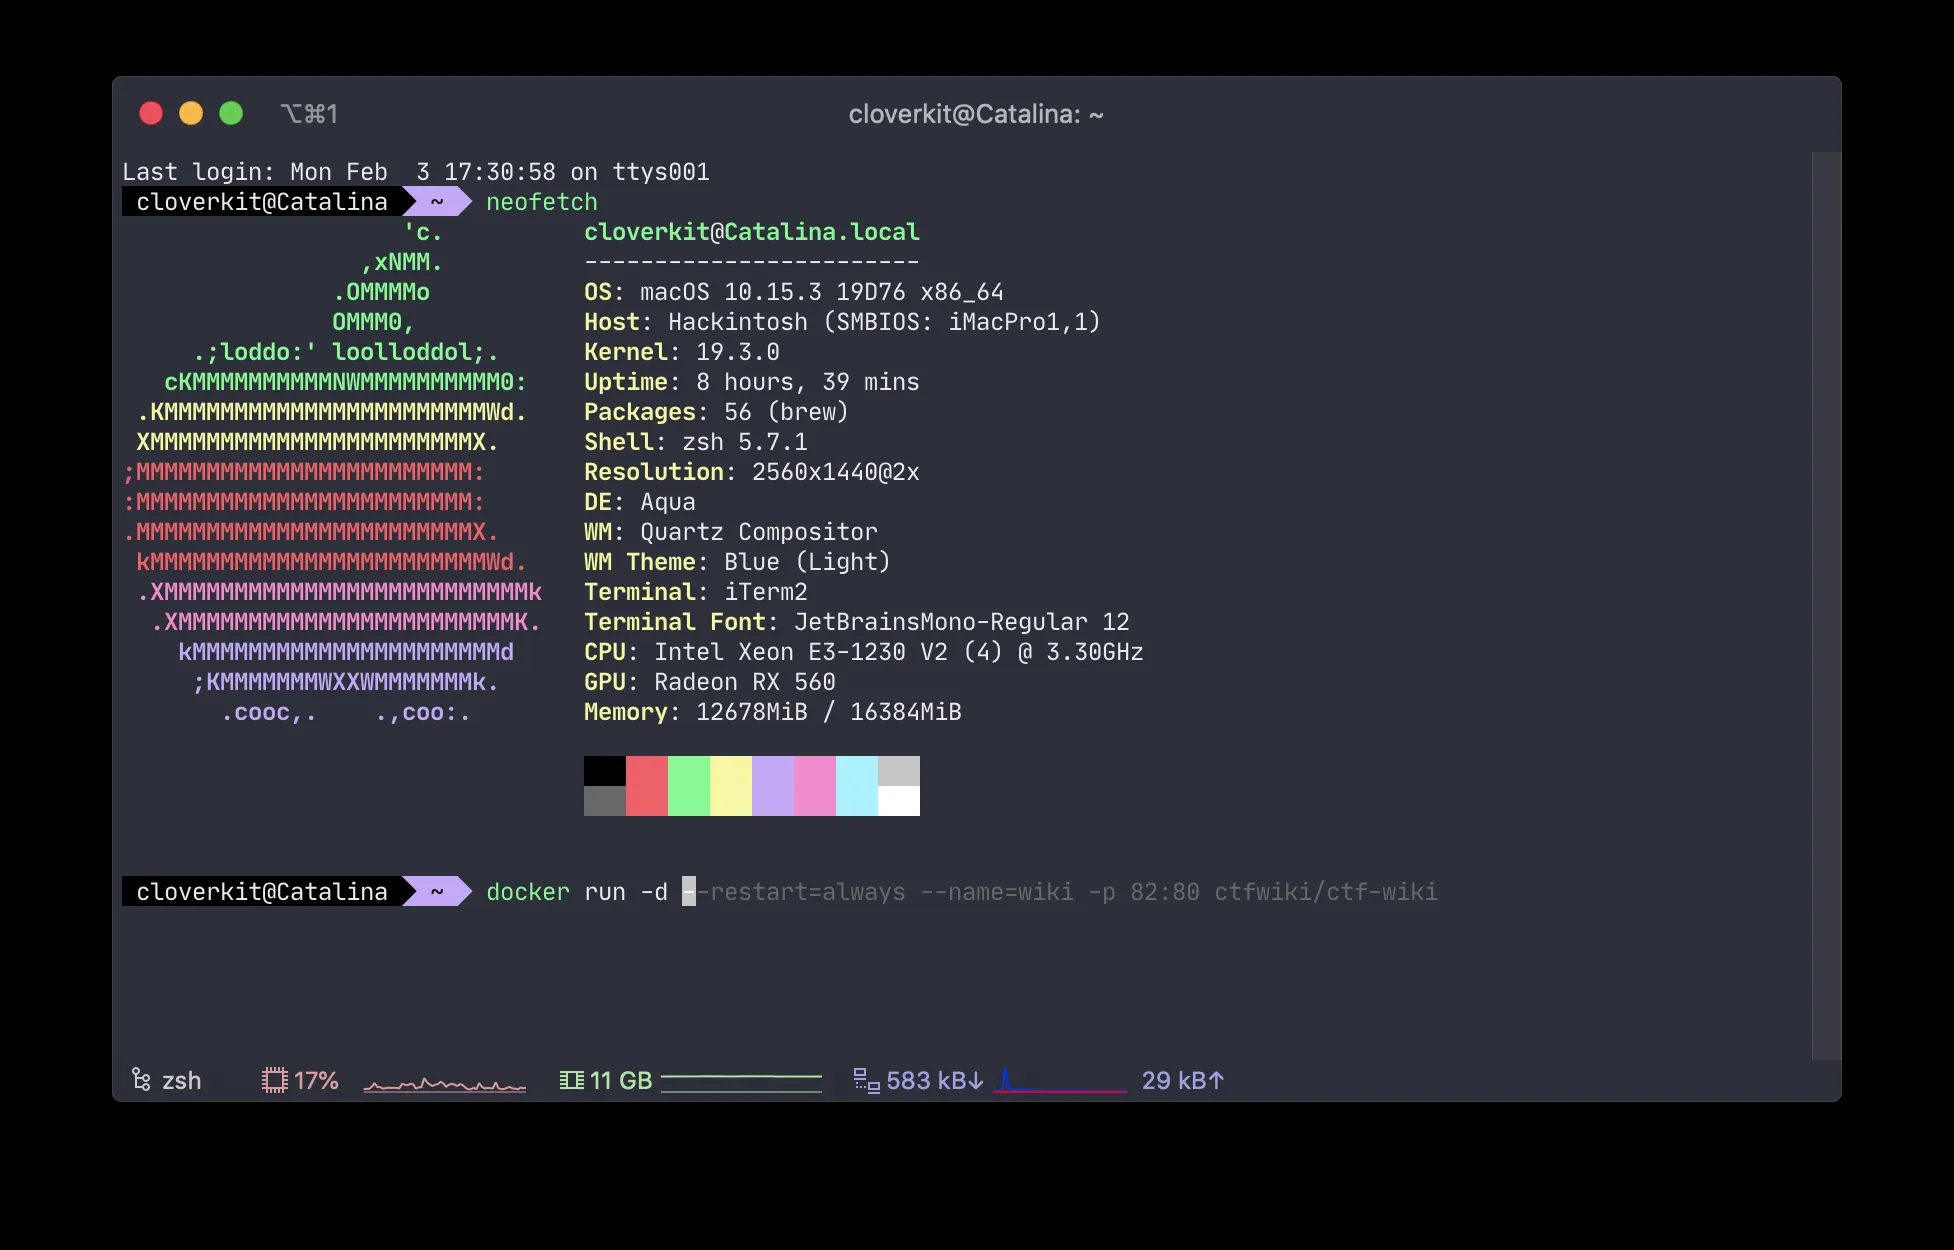 ⌥⌘1
cloverkit@Catalina: ~
Last login: Mon Feb  3 17:30:58 on ttys001
cloverkit@Catalina ~ neofetch
'c. cloverkit@Catalina.local
,xNMM. ------------------------
.OMMMMo OS: macOS 10.15.3 19D76 x86_64
OMMM0, Host: Hackintosh (SMBIOS: iMacPro1,1)
.;loddo:' loolloddol;. Kernel: 19.3.0
cKMMMMMMMMMMNWMMMMMMMMMM0: Uptime: 8 hours, 39 mins
.KMMMMMMMMMMMMMMMMMMMMMMMWd. Packages: 56 (brew)
XMMMMMMMMMMMMMMMMMMMMMMMX. Shell: zsh 5.7.1
;MMMMMMMMMMMMMMMMMMMMMMMM: Resolution: 2560x1440@2x
:MMMMMMMMMMMMMMMMMMMMMMMM: DE: Aqua
.MMMMMMMMMMMMMMMMMMMMMMMMX. WM: Quartz Compositor
kMMMMMMMMMMMMMMMMMMMMMMMMWd. WM Theme: Blue (Light)
.XMMMMMMMMMMMMMMMMMMMMMMMMMMk Terminal: iTerm2
.XMMMMMMMMMMMMMMMMMMMMMMMMK. Terminal Font: JetBrainsMono-Regular 12
kMMMMMMMMMMMMMMMMMMMMMMd CPU: Intel Xeon E3-1230 V2 (4) @ 3.30GHz
;KMMMMMMMWXXWMMMMMMMk. GPU: Radeon RX 560
.cooc,. .,coo:. Memory: 12678MiB / 16384MiB
cloverkit@Catalina ~ docker run -d --restart=always --name=wiki -p 82:80 ctfwiki/ctf-wiki
zsh 17% 11 GB 583 kB↓ 29 kB↑